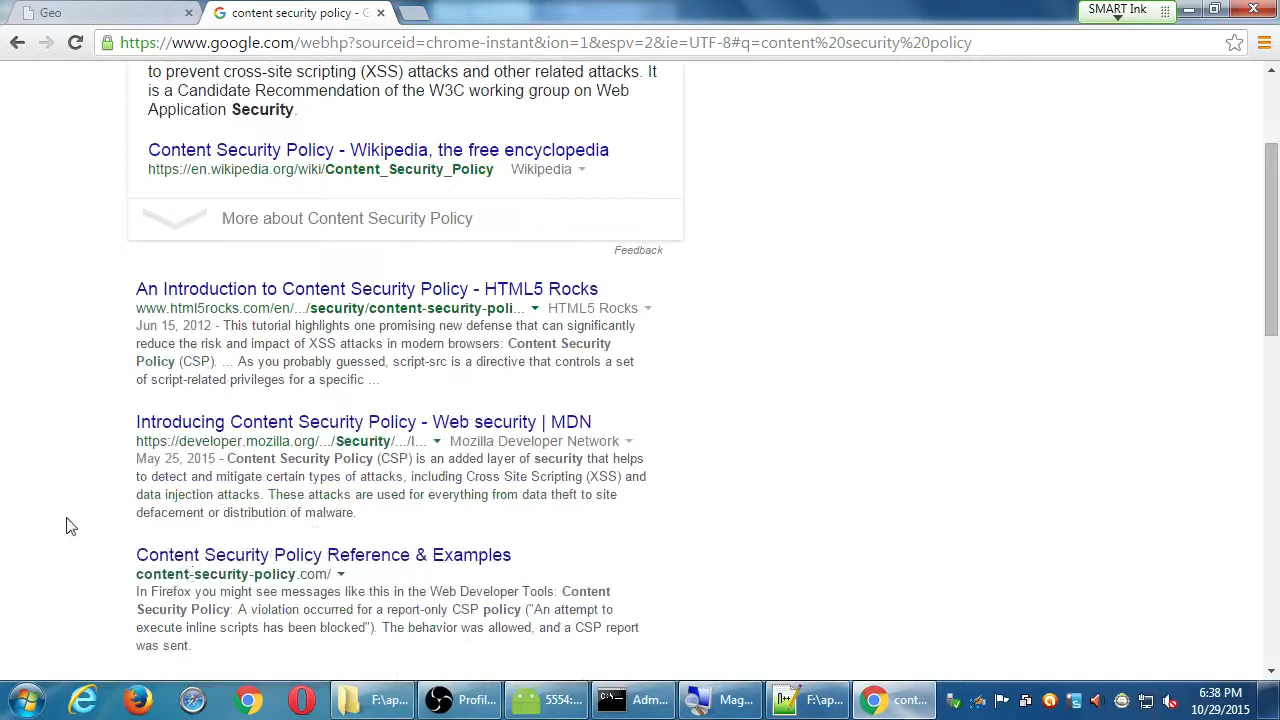 Geo
content security policy - G
SMART Ink
https://www.google.com/webhp?sourceid=chrome-instant&ion=1&espv=2&ie=UTF-8#q=content%20security%20policy
to prevent cross-site scripting (XSS) attacks and other related attacks. It
is a Candidate Recommendation of the W3C working group on Web
Application Security.
Content Security Policy - Wikipedia, the free encyclopedia
https://en.wikipedia.org/wiki/Content_Security_Policy Wikipedia
More about Content Security Policy
Feedback
An Introduction to Content Security Policy - HTML5 Rocks
www.html5rocks.com/en/.../security/content-security-poli... HTML5 Rocks
Jun 15, 2012 - This tutorial highlights one promising new defense that can significantly
reduce the risk and impact of XSS attacks in modern browsers: Content Security
Policy (CSP). ... As you probably guessed, script-src is a directive that controls a set
of script-related privileges for a specific ...
Introducing Content Security Policy - Web security | MDN
https://developer.mozilla.org/.../Security/.../I... Mozilla Developer Network
May 25, 2015 - Content Security Policy (CSP) is an added layer of security that helps
to detect and mitigate certain types of attacks, including Cross Site Scripting (XSS) and
data injection attacks. These attacks are used for everything from data theft to site
defacement or distribution of malware.
Content Security Policy Reference & Examples
content-security-policy.com/
In Firefox you might see messages like this in the Web Developer Tools: Content
Security Policy: A violation occurred for a report-only CSP policy ("An attempt to
execute inline scripts has been blocked"). The behavior was allowed, and a CSP report
was sent.
F:\ap... Profil... 5554:... Adm... Mag... F:\ap... cont...
6:38 PM
10/29/2015